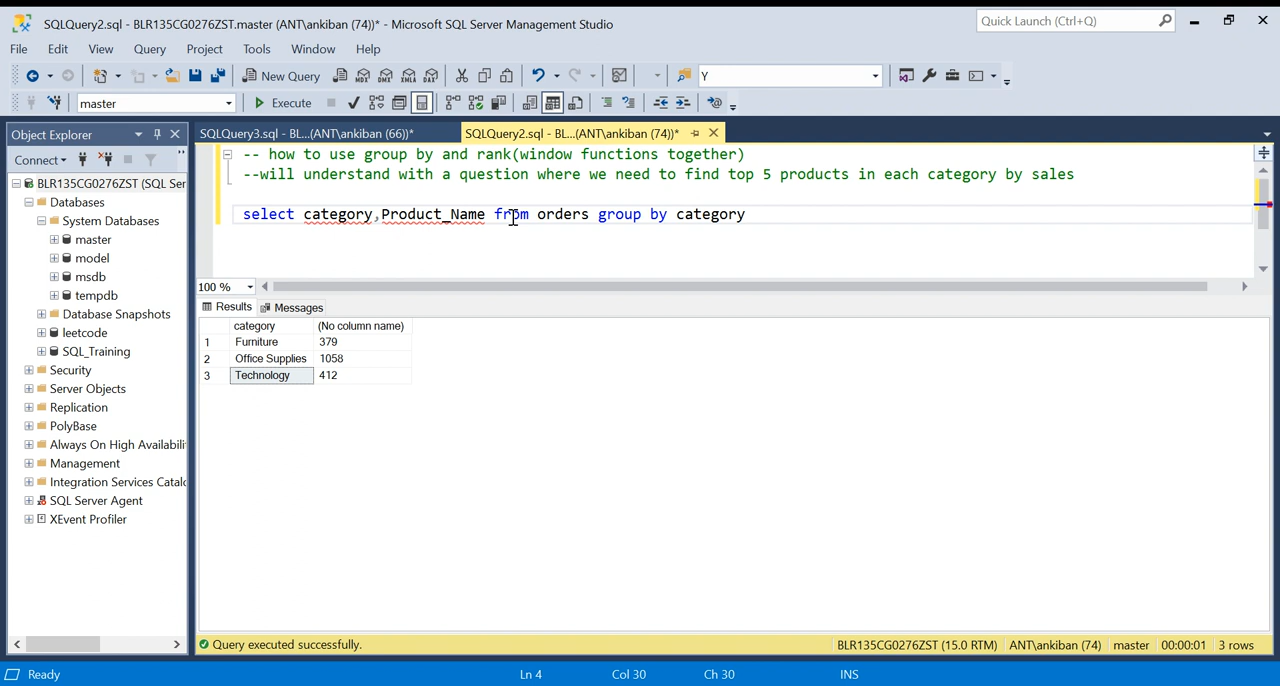 SQLQuery2.sql - BLR135CG0276ZST.master (ANT\ankiban (74))* - Microsoft SQL Server Management Studio
Quick Launch (Ctrl+Q)
File Edit View Query Project Tools Window Help
New Query
MDX DMX XMLA DAX
Y
master
Execute
Object Explorer
SQLQuery3.sql - BL...(ANT\ankiban (66))*
SQLQuery2.sql - BL...(ANT\ankiban (74))*
Connect
-- how to use group by and rank(window functions together)
--will understand with a question where we need to find top 5 products in each category by sales
select category,Product_Name from orders group by category
BLR135CG0276ZST (SQL Ser
Databases
System Databases
master
model
msdb
tempdb
Database Snapshots
leetcode
SQL_Training
Security
Server Objects
Replication
PolyBase
Always On High Availabili
Management
Integration Services Catalo
SQL Server Agent
XEvent Profiler
100 %
Results Messages
category (No column name)
1 Furniture 379
2 Office Supplies 1058
3 Technology 412
Query executed successfully.
BLR135CG0276ZST (15.0 RTM) ANT\ankiban (74) master 00:00:01 3 rows
Ready Ln 4 Col 30 Ch 30 INS